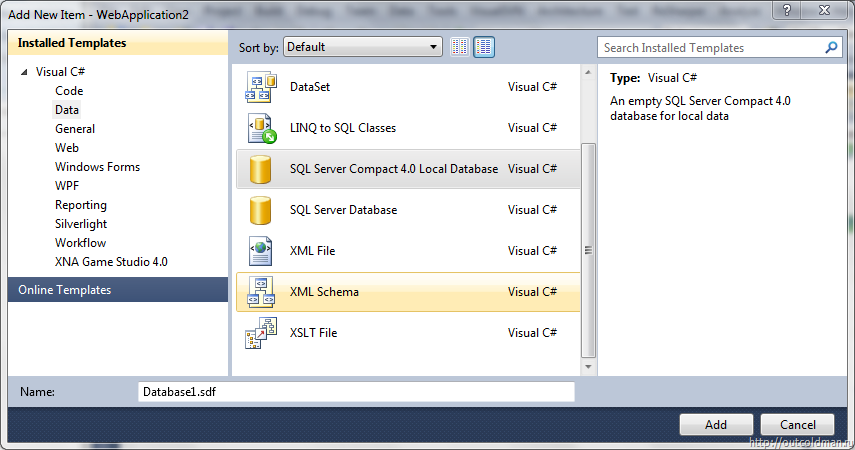 Add New Item - WebApplication2
Installed Templates
Sort by: Default
Search Installed Templates
Visual C#
Code
Data
General
Web
Windows Forms
WPF
Reporting
Silverlight
Workflow
XNA Game Studio 4.0
Online Templates
DataSet Visual C#
LINQ to SQL Classes Visual C#
SQL Server Compact 4.0 Local Database Visual C#
SQL Server Database Visual C#
XML File Visual C#
XML Schema Visual C#
XSLT File Visual C#
Type: Visual C#
An empty SQL Server Compact 4.0
database for local data
Name: Database1.sdf
Add Cancel